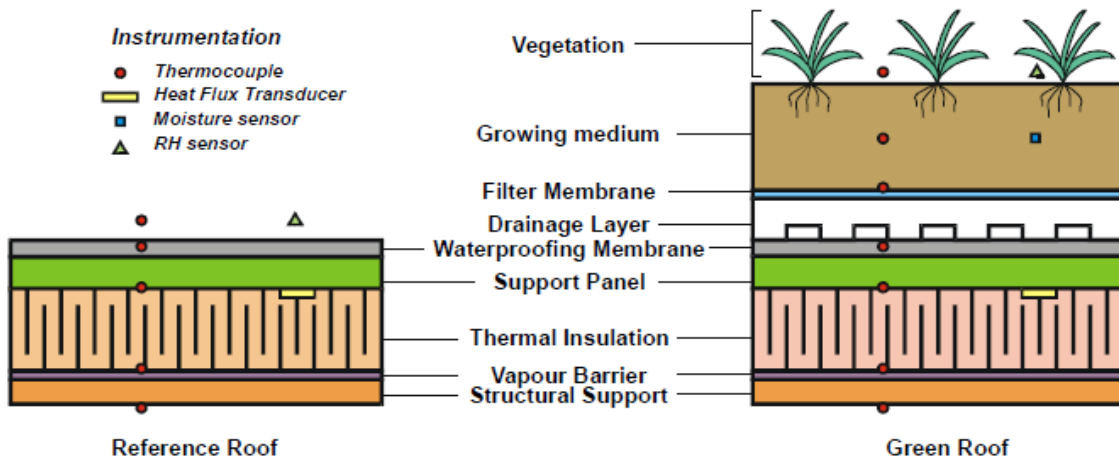 Instrumentation
Thermocouple
Heat Flux Transducer
Moisture sensor
RH sensor
Vegetation
Growing medium
Filter Membrane
Drainage Layer
Waterproofing Membrane
Support Panel
Thermal Insulation
Vapour Barrier
Structural Support
Reference Roof
Green Roof